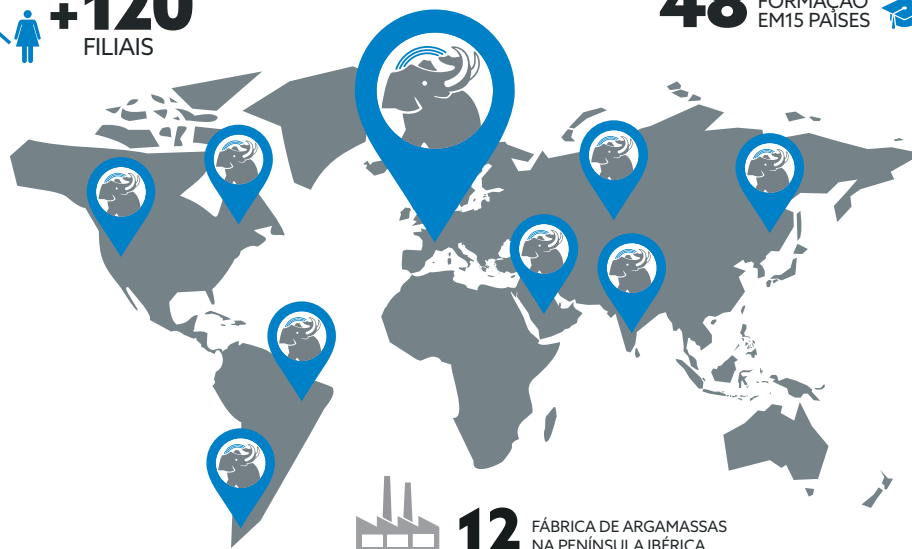 +120
FILIAIS
48
FORMAÇÃO
EM15 PAÍSES
12
FÁBRICA DE ARGAMASSAS
NA PENÍNSULA IBÉRICA